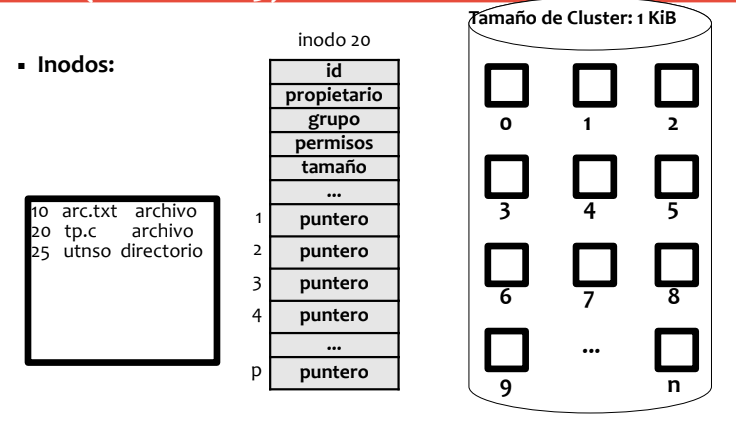 Tamaño de Cluster: 1 KiB
▪ Inodos:
inodo 20
id
propietario
grupo
permisos
tamaño
...
1 puntero
2 puntero
3 puntero
4 puntero
...
p puntero
10 arc.txt archivo
20 tp.c archivo
25 utnso directorio
0 1 2
3 4 5
6 7 8
9 ... n